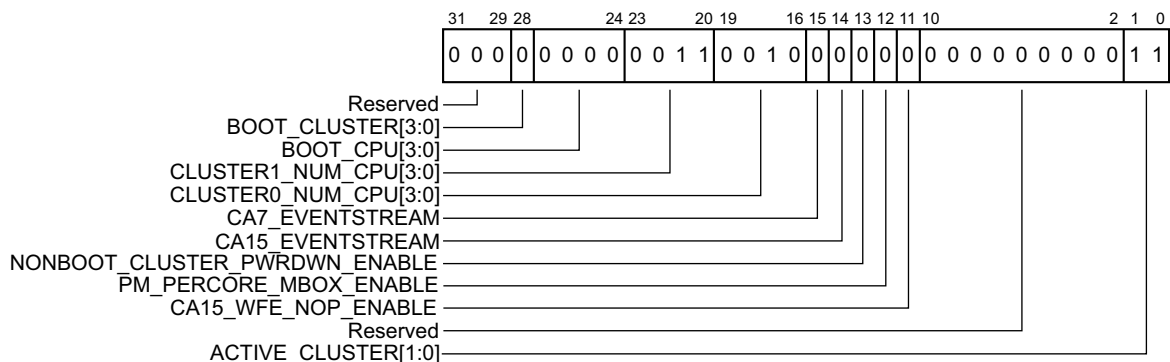 31 29 28 24 23 20 19 16 15 14 13 12 11 10 2 1 0
0 0 0 0 0 0 0 0 0 0 1 1 0 0 1 0 0 0 0 0 0 0 0 0 0 0 0 0 0 0 1 1
Reserved
BOOT_CLUSTER[3:0]
BOOT_CPU[3:0]
CLUSTER1_NUM_CPU[3:0]
CLUSTER0_NUM_CPU[3:0]
CA7_EVENTSTREAM
CA15_EVENTSTREAM
NONBOOT_CLUSTER_PWRDWN_ENABLE
PM_PERCORE_MBOX_ENABLE
CA15_WFE_NOP_ENABLE
Reserved
ACTIVE_CLUSTER[1:0]